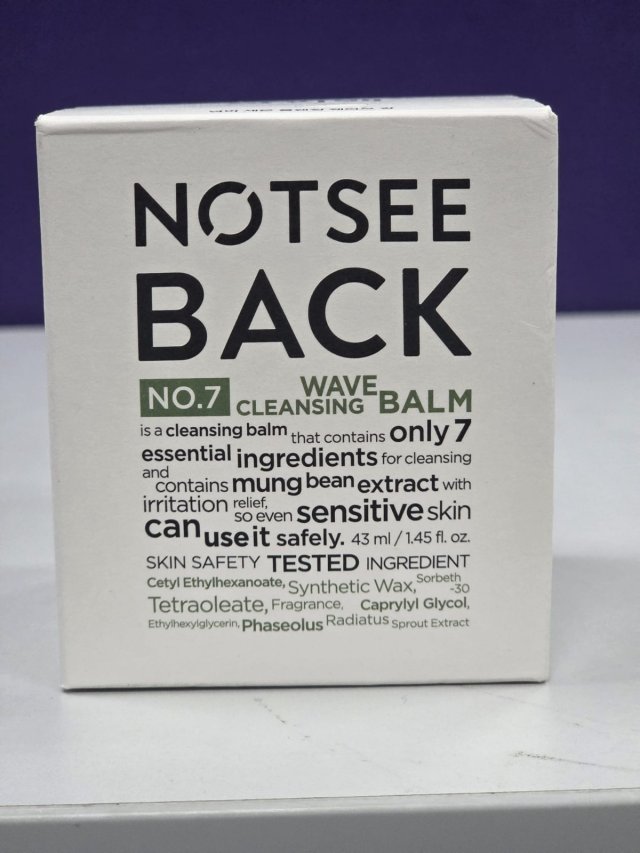 NOTSEE
BACK
NO.7 WAVE CLEANSING BALM
is a cleansing balm that contains only 7
essential ingredients for cleansing
and contains mung bean extract with
irritation relief, so even sensitive skin
can use it safely. 43 ml / 1.45 fl. oz.
SKIN SAFETY TESTED INGREDIENT
Cetyl Ethylhexanoate, Synthetic Wax, Sorbeth-30
Tetraoleate, Fragrance, Caprylyl Glycol,
Ethylhexylglycerin, Phaseolus Radiatus Sprout Extract